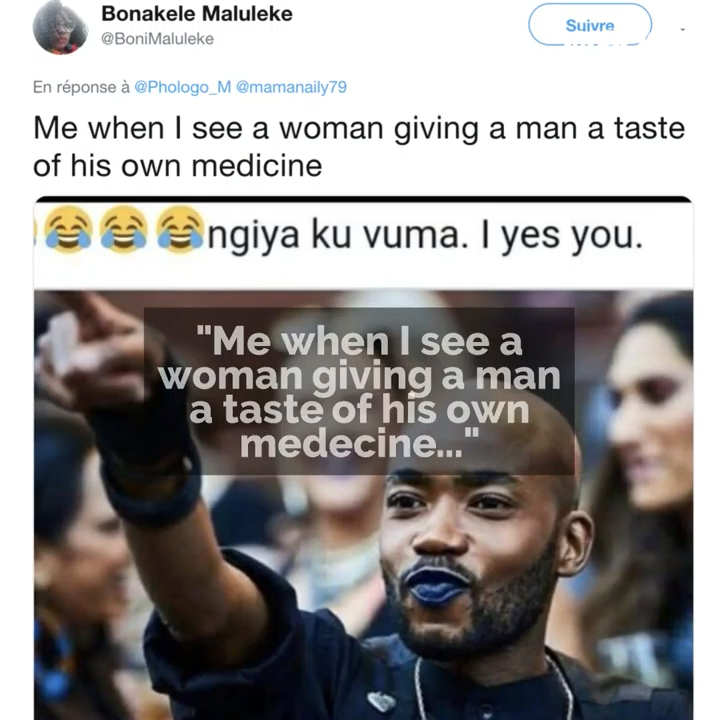 Bonakele Maluleke
@BoniMaluleke
Suivre
En réponse à @Phologo_M @mamanaily79
Me when I see a woman giving a man a taste
of his own medicine
😂😂😂ngiya ku vuma. I yes you.
"Me when I see a
woman giving a man
a taste of his own
medecine..."